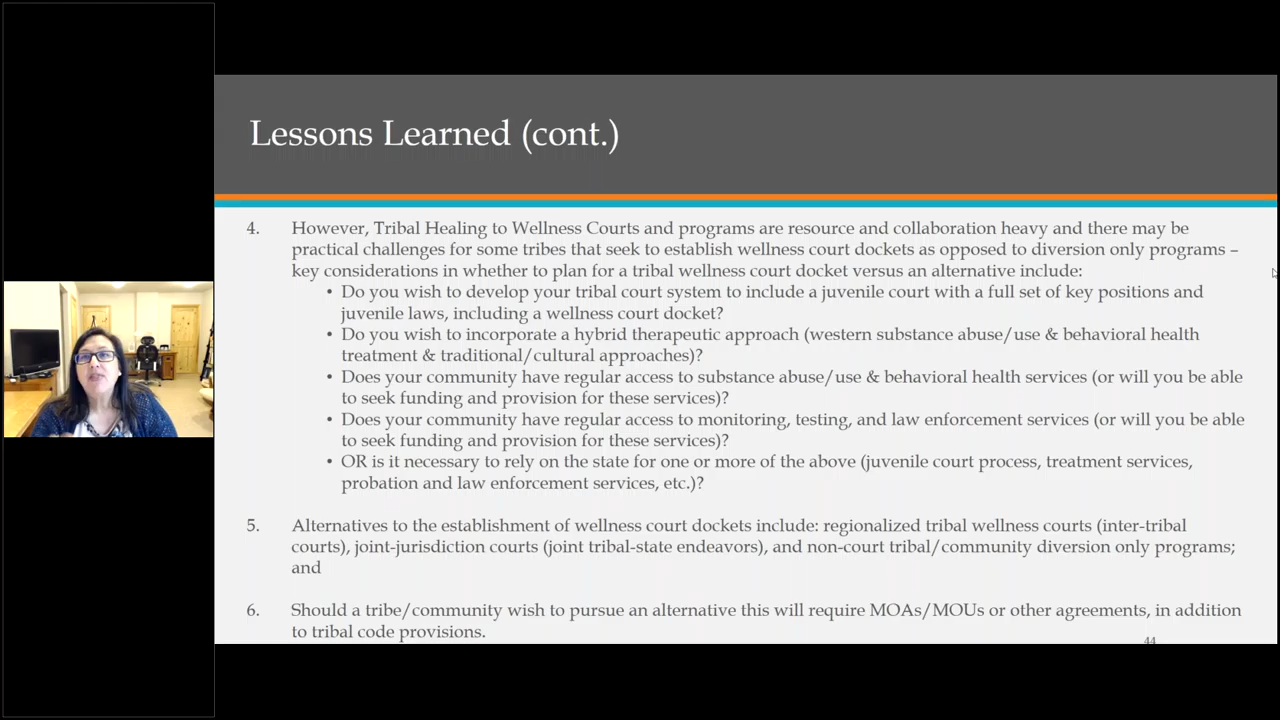 Lessons Learned (cont.)
4. However, Tribal Healing to Wellness Courts and programs are resource and collaboration heavy and there may be
practical challenges for some tribes that seek to establish wellness court dockets as opposed to diversion only programs –
key considerations in whether to plan for a tribal wellness court docket versus an alternative include:
• Do you wish to develop your tribal court system to include a juvenile court with a full set of key positions and
juvenile laws, including a wellness court docket?
• Do you wish to incorporate a hybrid therapeutic approach (western substance abuse/use & behavioral health
treatment & traditional/cultural approaches)?
• Does your community have regular access to substance abuse/use & behavioral health services (or will you be able
to seek funding and provision for these services)?
• Does your community have regular access to monitoring, testing, and law enforcement services (or will you be able
to seek funding and provision for these services)?
• OR is it necessary to rely on the state for one or more of the above (juvenile court process, treatment services,
probation and law enforcement services, etc.)?
5. Alternatives to the establishment of wellness court dockets include: regionalized tribal wellness courts (inter-tribal
courts), joint-jurisdiction courts (joint tribal-state endeavors), and non-court tribal/community diversion only programs;
and
6. Should a tribe/community wish to pursue an alternative this will require MOAs/MOUs or other agreements, in addition
to tribal code provisions.
44